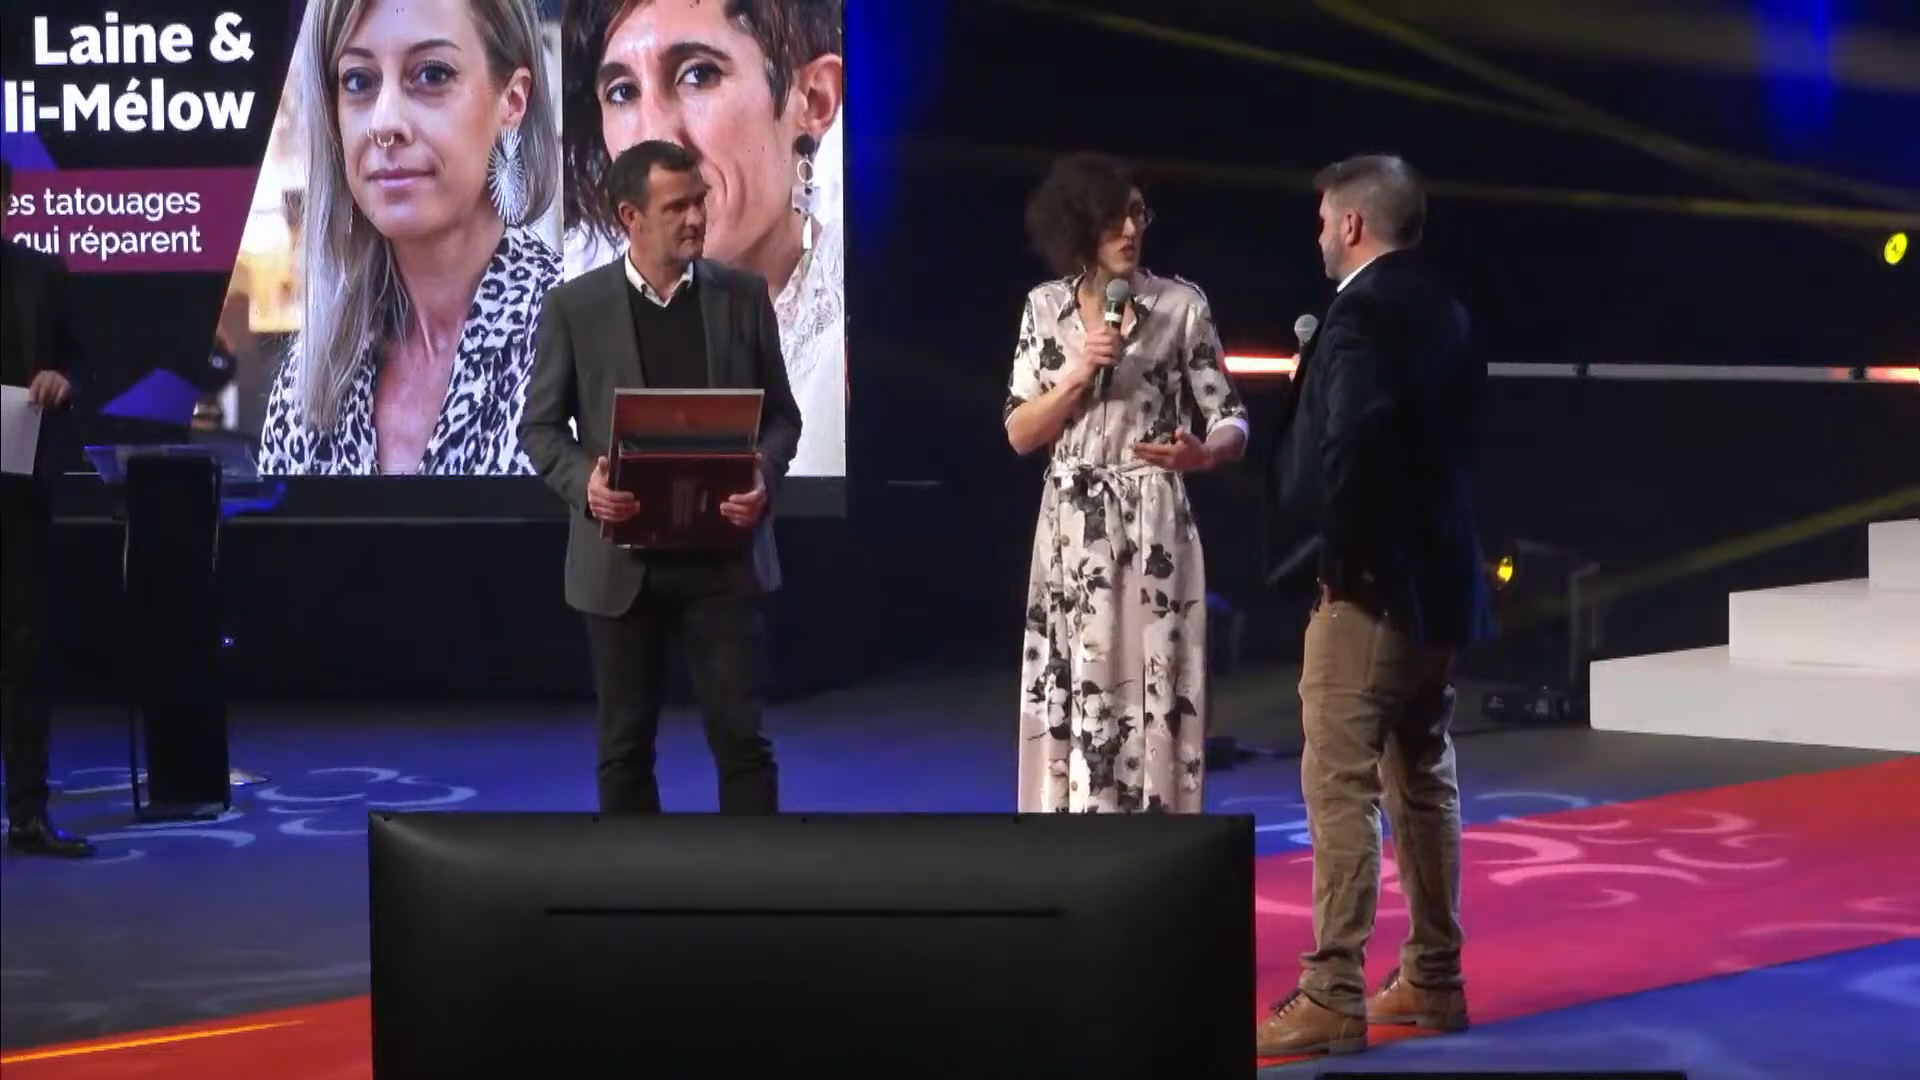 Laine &
li-Mélow
es tatouages
qui réparent